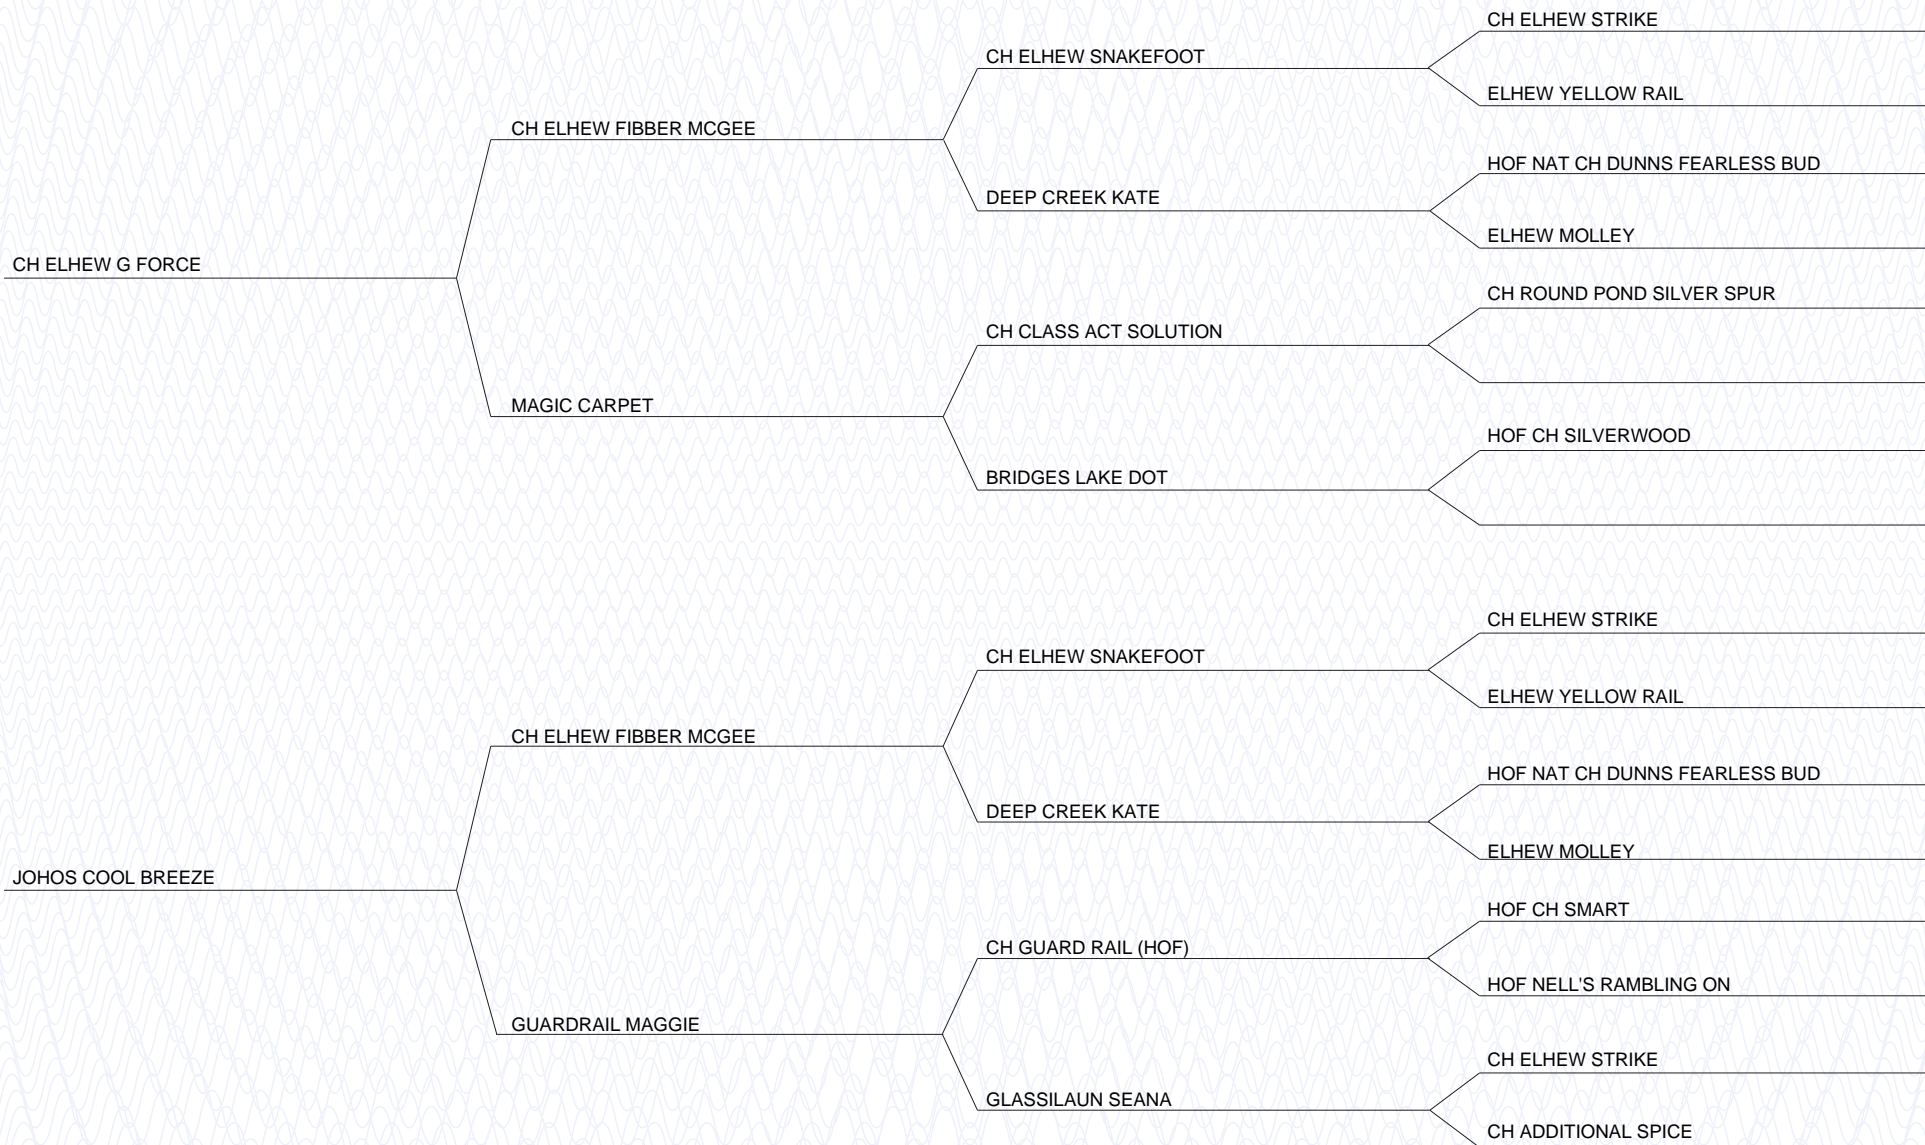 CH ELHEW STRIKE
CH ELHEW SNAKEFOOT
ELHEW YELLOW RAIL
CH ELHEW FIBBER MCGEE
HOF NAT CH DUNNS FEARLESS BUD
DEEP CREEK KATE
ELHEW MOLLEY
CH ELHEW G FORCE
CH ROUND POND SILVER SPUR
CH CLASS ACT SOLUTION
MAGIC CARPET
HOF CH SILVERWOOD
BRIDGES LAKE DOT
CH ELHEW STRIKE
CH ELHEW SNAKEFOOT
ELHEW YELLOW RAIL
CH ELHEW FIBBER MCGEE
HOF NAT CH DUNNS FEARLESS BUD
DEEP CREEK KATE
ELHEW MOLLEY
JOHOS COOL BREEZE
HOF CH SMART
CH GUARD RAIL (HOF)
HOF NELL'S RAMBLING ON
GUARDRAIL MAGGIE
CH ELHEW STRIKE
GLASSILAUN SEANA
CH ADDITIONAL SPICE